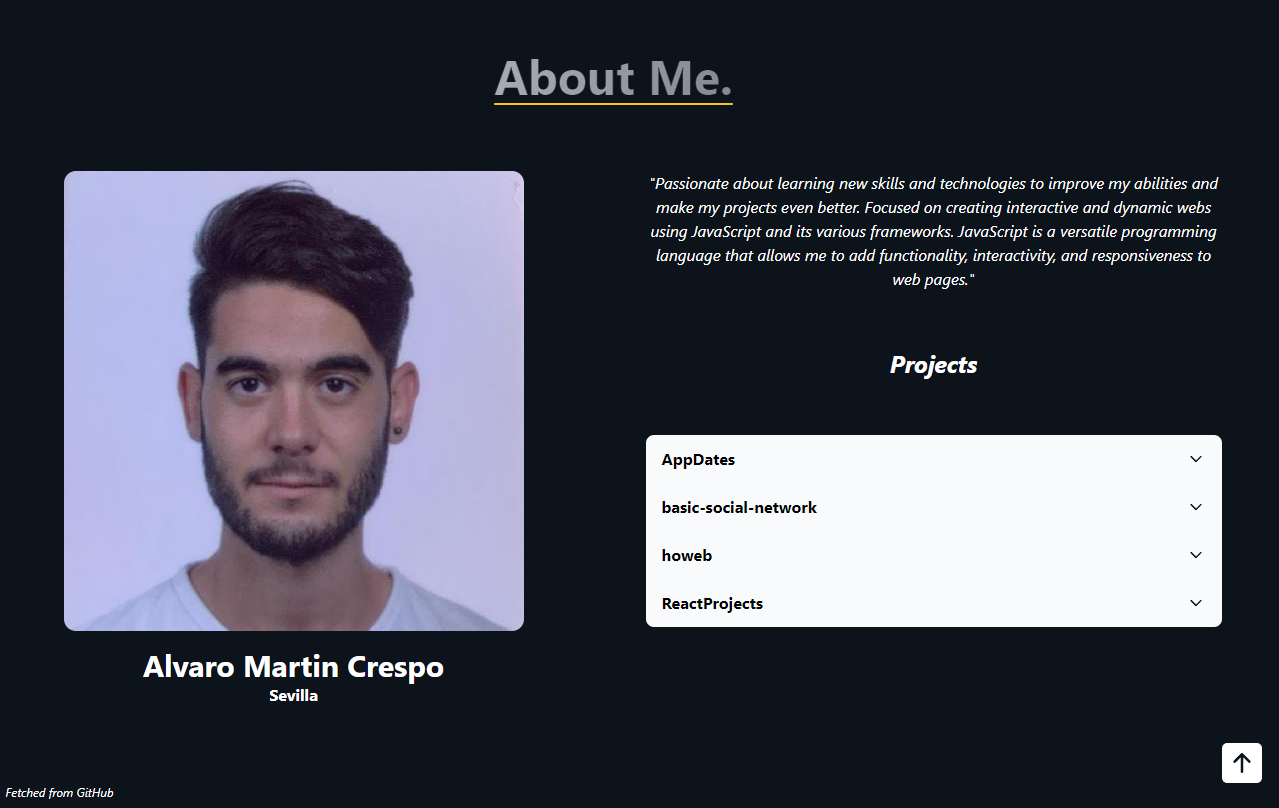 About Me.
"Passionate about learning new skills and technologies to improve my abilities and
make my projects even better. Focused on creating interactive and dynamic webs
using JavaScript and its various frameworks. JavaScript is a versatile programming
language that allows me to add functionality, interactivity, and responsiveness to
web pages."
Projects
AppDates
basic-social-network
howeb
ReactProjects
Alvaro Martin Crespo
Sevilla
Fetched from GitHub